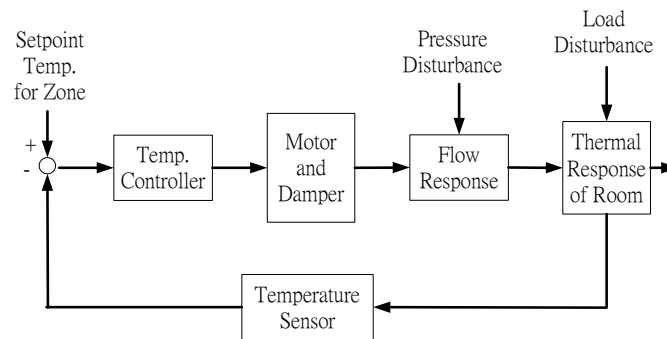 Setpoint
Temp.
for Zone
Pressure
Disturbance
Load
Disturbance
+
-
Temp.
Controller
Motor
and
Damper
Flow
Response
Thermal
Response
of Room
Temperature
Sensor